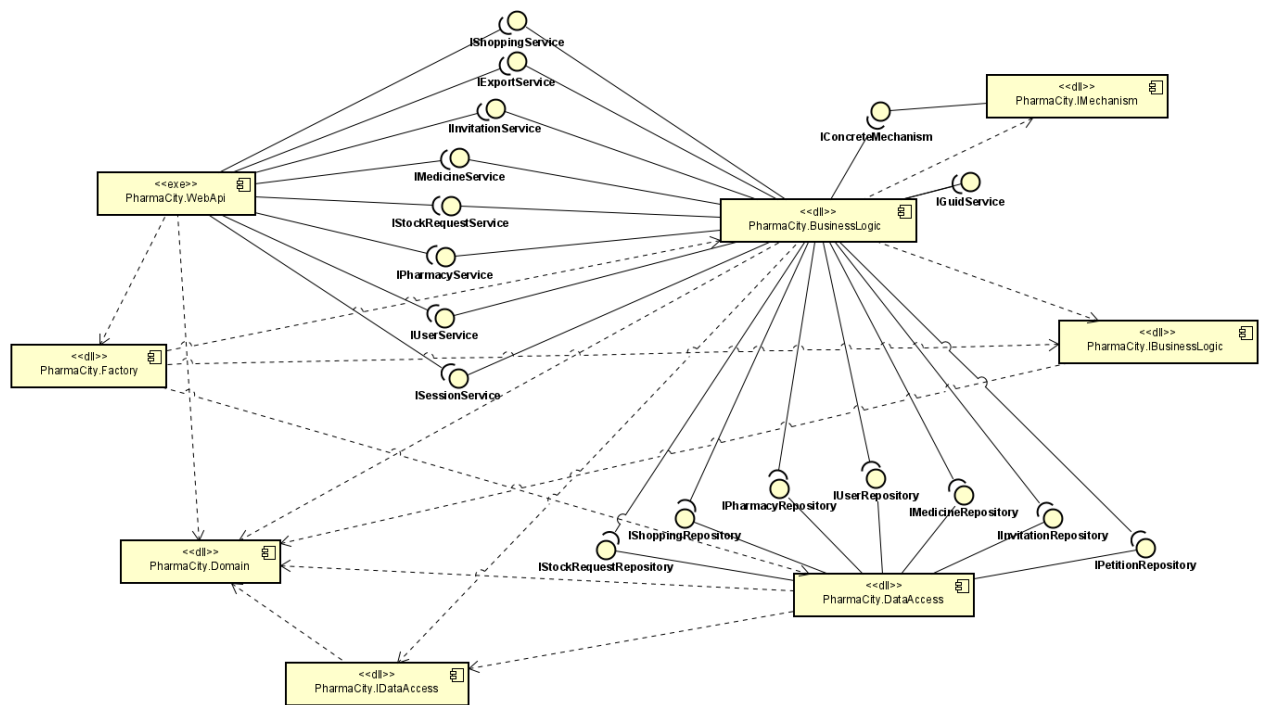 IShoppingService
IExportService
<<dll>>
PharmaCity.IMechanism
IInvitationService
IConcreteMechanism
IMedicineService
<<exe>>
PharmaCity.WebApi
IGuidService
<<dll>>
PharmaCity.BusinessLogic
IStockRequestService
IPharmacyService
IUserService
<<dll>>
PharmaCity.IBusinessLogic
<<dll>>
PharmaCity.Factory
ISessionService
IUserRepository
IPharmacyRepository
IMedicineRepository
IShoppingRepository
IInvitationRepository
<<dll>>
PharmaCity.Domain
IStockRequestRepository
IPetitionRepository
<<dll>>
PharmaCity.DataAccess
<<dll>>
PharmaCity.IDataAccess